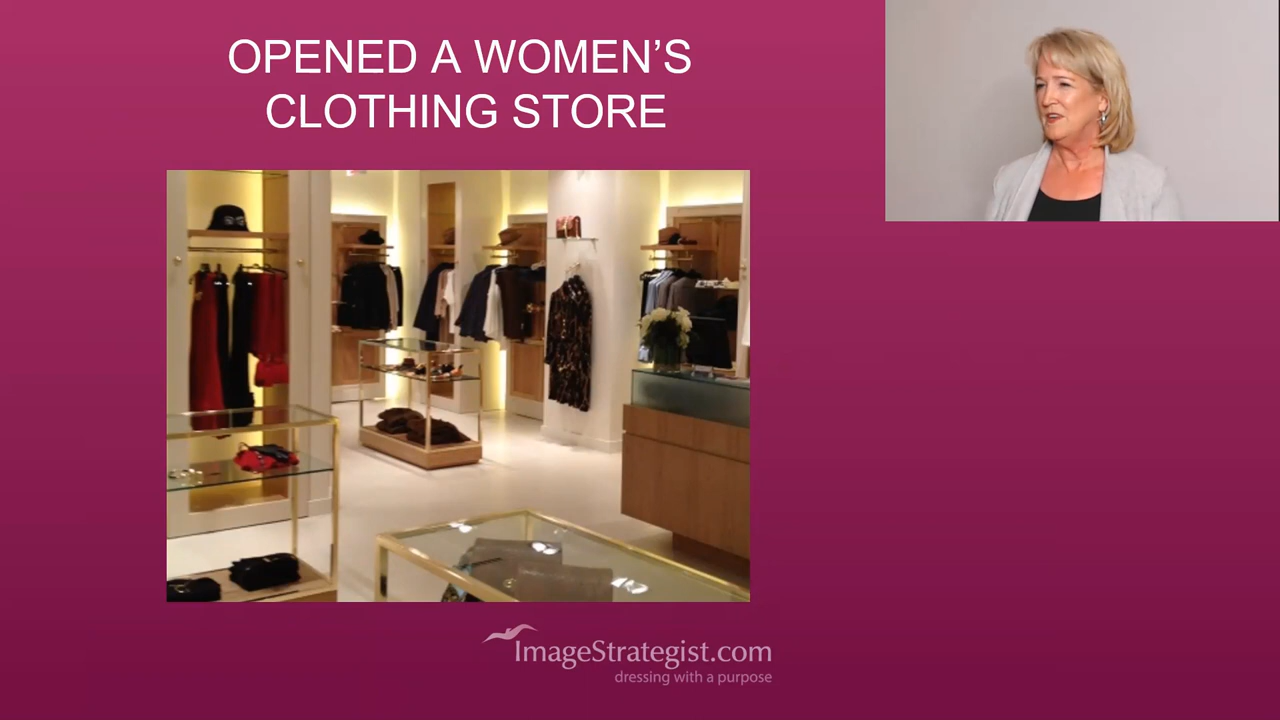 OPENED A WOMEN’S
CLOTHING STORE
ImageStrategist.com
dressing with a purpose